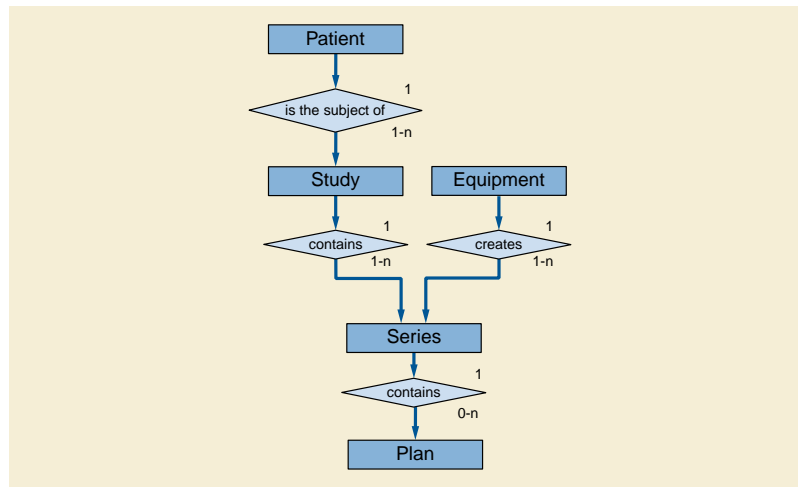 Patient
1
is the subject of
1-n
Study
Equipment
1
1
contains
creates
1-n
1-n
Series
1
contains
0-n
Plan